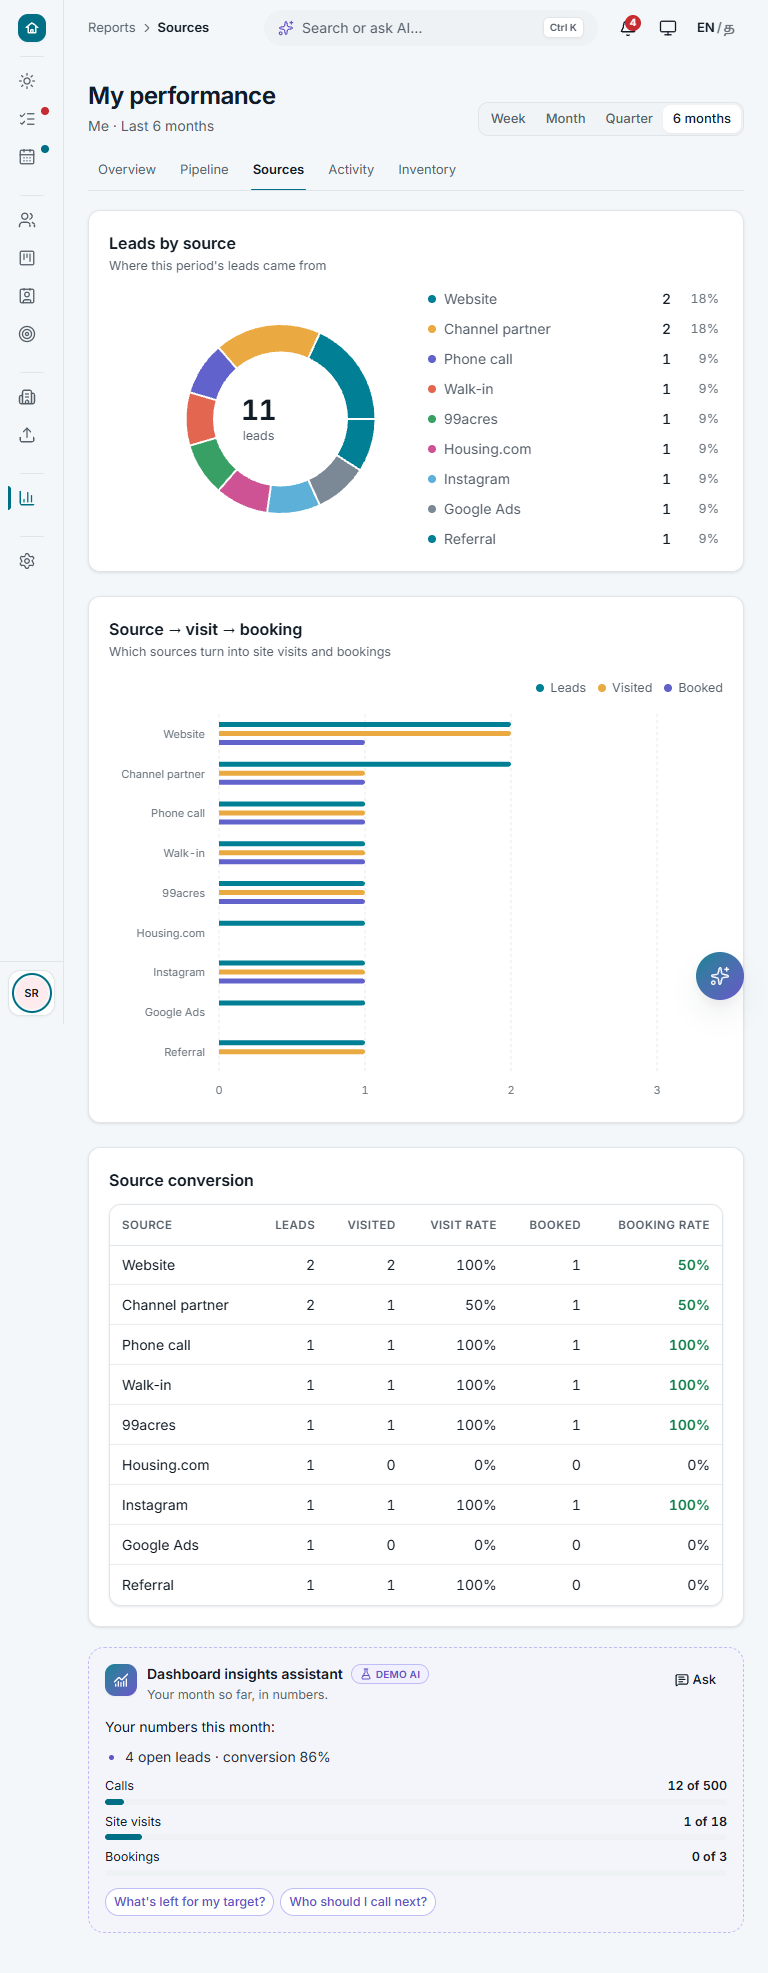 Reports > Sources
Search or ask AI...
Ctrl K
4
EN / த
My performance
Me · Last 6 months
Week Month Quarter 6 months
Overview Pipeline Sources Activity Inventory
Leads by source
Where this period's leads came from
11
leads
Website 2 18%
Channel partner 2 18%
Phone call 1 9%
Walk-in 1 9%
99acres 1 9%
Housing.com 1 9%
Instagram 1 9%
Google Ads 1 9%
Referral 1 9%
Source → visit → booking
Which sources turn into site visits and bookings
Leads Visited Booked
Website
Channel partner
Phone call
Walk-in
99acres
Housing.com
Instagram
Google Ads
Referral
0 1 2 3
SR
Source conversion
SOURCE LEADS VISITED VISIT RATE BOOKED BOOKING RATE
Website 2 2 100% 1 50%
Channel partner 2 1 50% 1 50%
Phone call 1 1 100% 1 100%
Walk-in 1 1 100% 1 100%
99acres 1 1 100% 1 100%
Housing.com 1 0 0% 0 0%
Instagram 1 1 100% 1 100%
Google Ads 1 0 0% 0 0%
Referral 1 1 100% 0 0%
Dashboard insights assistant DEMO AI
Your month so far, in numbers.
Ask
Your numbers this month:
• 4 open leads · conversion 86%
Calls 12 of 500
Site visits 1 of 18
Bookings 0 of 3
What's left for my target? Who should I call next?